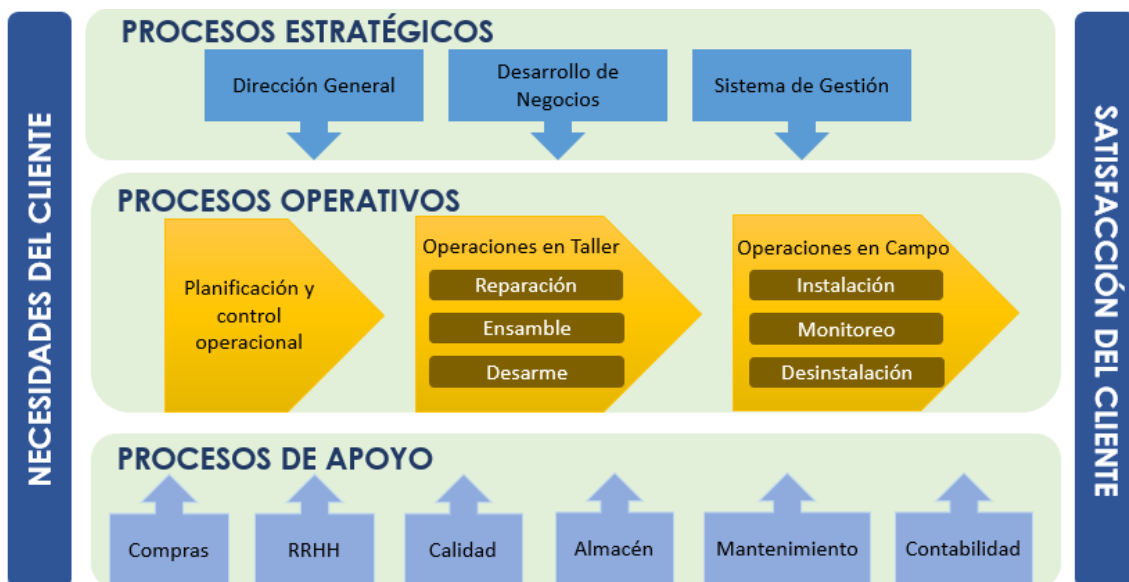 NECESIDADES DEL CLIENTE
PROCESOS ESTRATÉGICOS
Dirección General
Desarrollo de
Negocios
Sistema de Gestión
PROCESOS OPERATIVOS
Planificación y
control
operacional
Operaciones en Taller
Reparación
Ensamble
Desarme
Operaciones en Campo
Instalación
Monitoreo
Desinstalación
PROCESOS DE APOYO
Compras
RRHH
Calidad
Almacén
Mantenimiento
Contabilidad
SATISFACCIÓN DEL CLIENTE